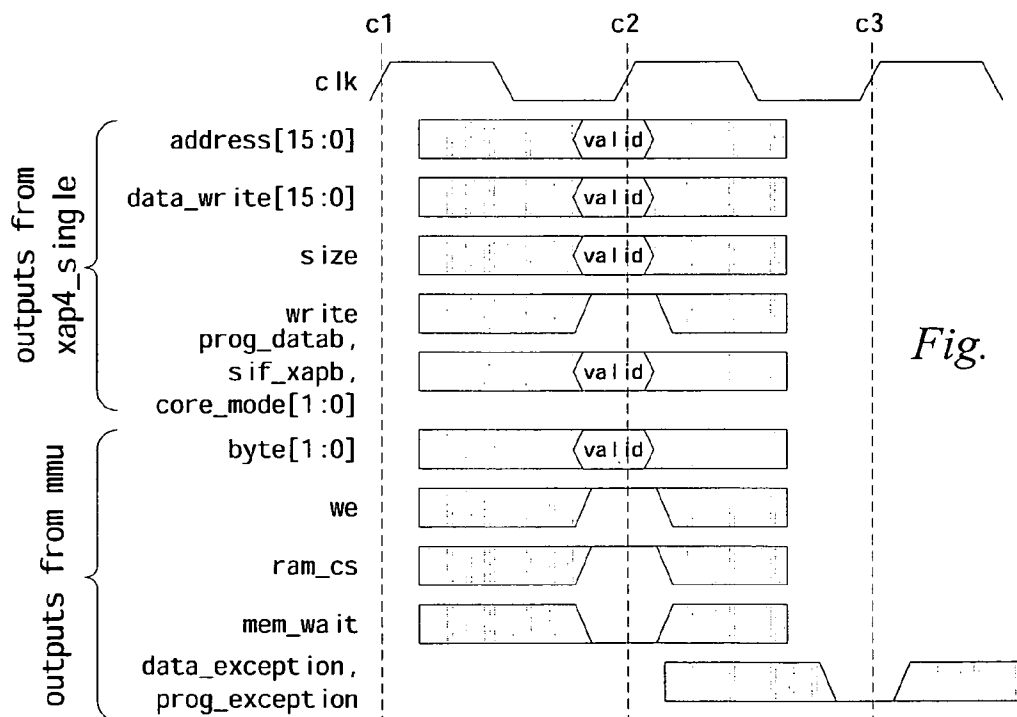 c1 c2 c3
clk
outputs from
xap4_single
address[15:0] valid
data_write[15:0] valid
size valid
write
prog_datab,
sif_xapb, valid
core_mode[1:0]
Fig.
outputs from mmu
byte[1:0] valid
we
ram_cs
mem_wait
data_exception,
prog_exception